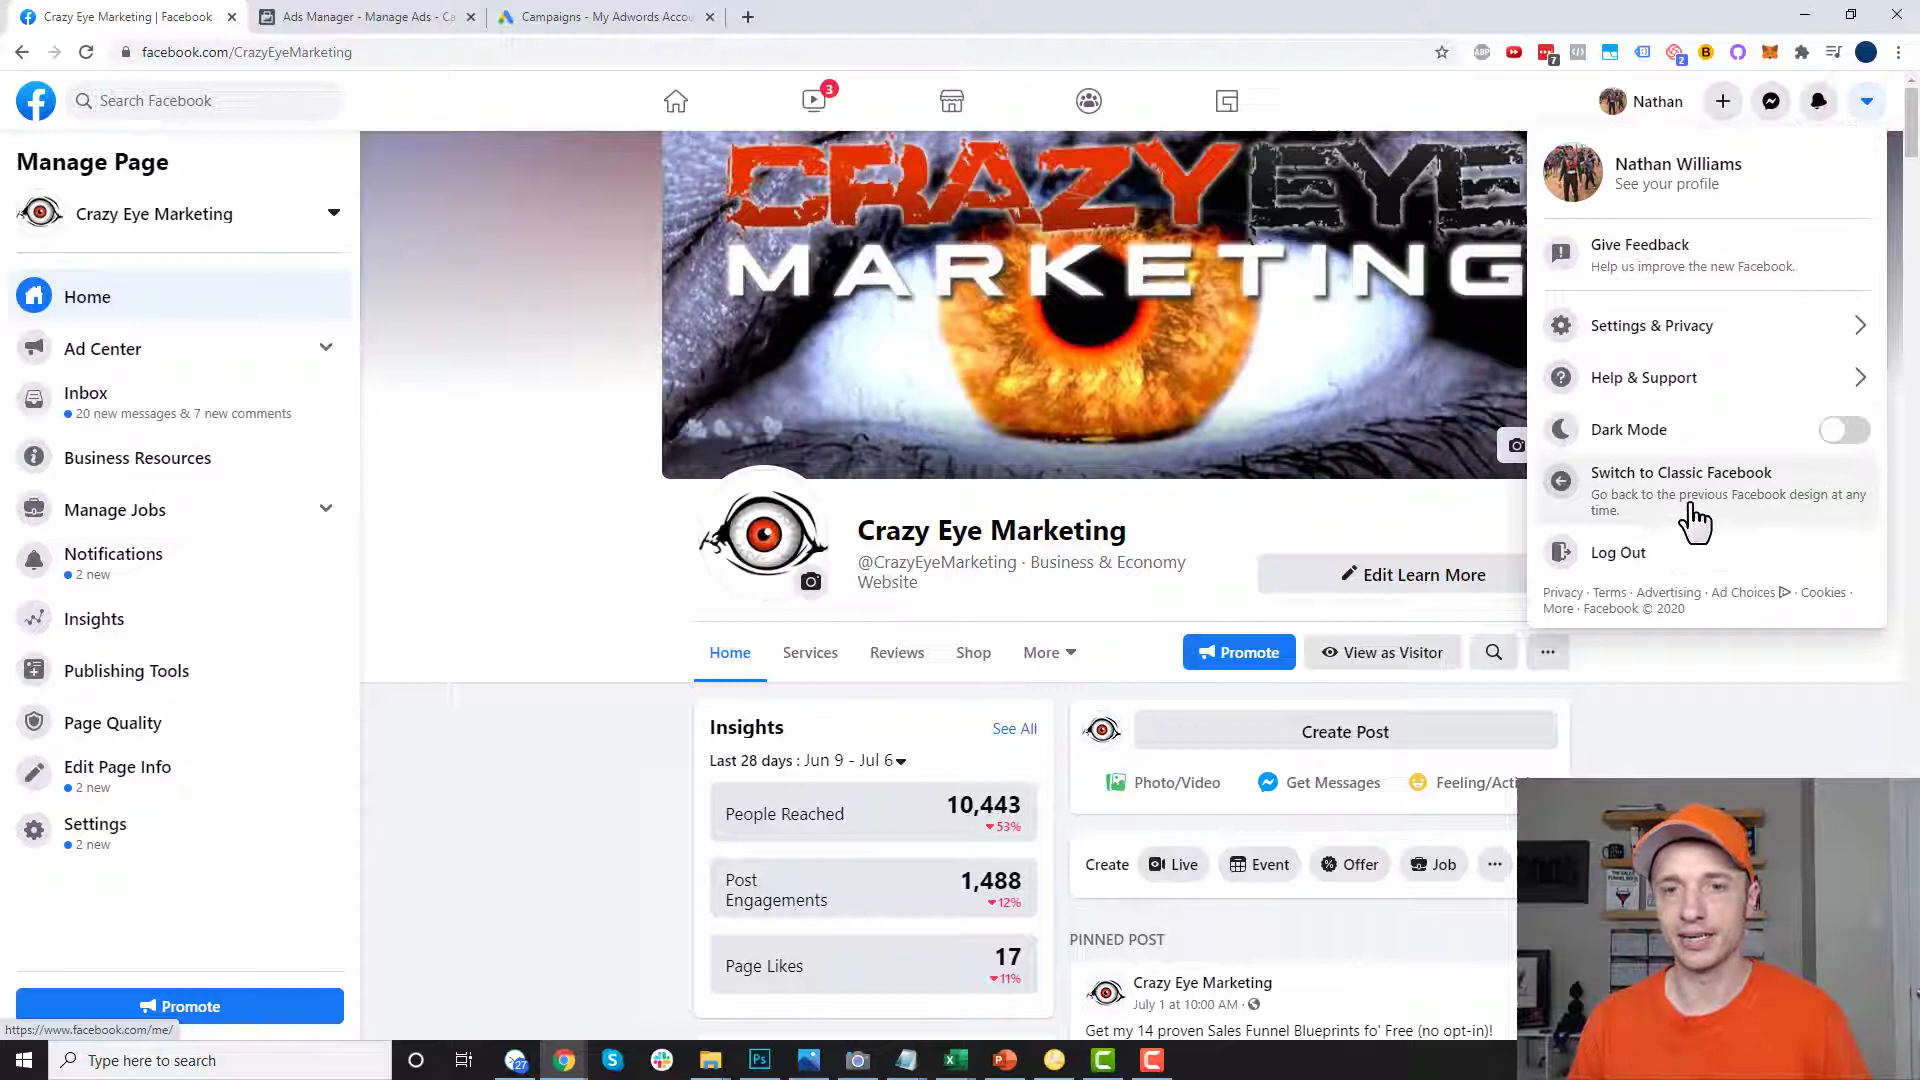 Crazy Eye Marketing | Facebook
Ads Manager - Manage Ads - Ca
Campaigns - My Adwords Accou
facebook.com/CrazyEyeMarketing
ABP
7
2
Search Facebook
3
Nathan
Manage Page
Crazy Eye Marketing
Home
Ad Center
Inbox
20 new messages & 7 new comments
Business Resources
Manage Jobs
Notifications
2 new
Insights
Publishing Tools
Page Quality
Edit Page Info
2 new
Settings
2 new
Promote
https://www.facebook.com/me/
CRAZY EYE
MARKETING
Crazy Eye Marketing
@CrazyEyeMarketing · Business & Economy
Website
Edit Learn More
Home
Services
Reviews
Shop
More
Promote
View as Visitor
Insights
See All
Last 28 days : Jun 9 - Jul 6
People Reached
10,443
53%
Post
Engagements
1,488
12%
Page Likes
17
11%
Create Post
Photo/Video
Get Messages
Feeling/Acti
Create
Live
Event
Offer
Job
PINNED POST
Crazy Eye Marketing
July 1 at 10:00 AM ·
Get my 14 proven Sales Funnel Blueprints fo' Free (no opt-in)!
Nathan Williams
See your profile
Give Feedback
Help us improve the new Facebook.
Settings & Privacy
Help & Support
Dark Mode
Switch to Classic Facebook
Go back to the previous Facebook design at any
time.
Log Out
Privacy · Terms · Advertising · Ad Choices · Cookies ·
More · Facebook © 2020
Type here to search
27
Ps